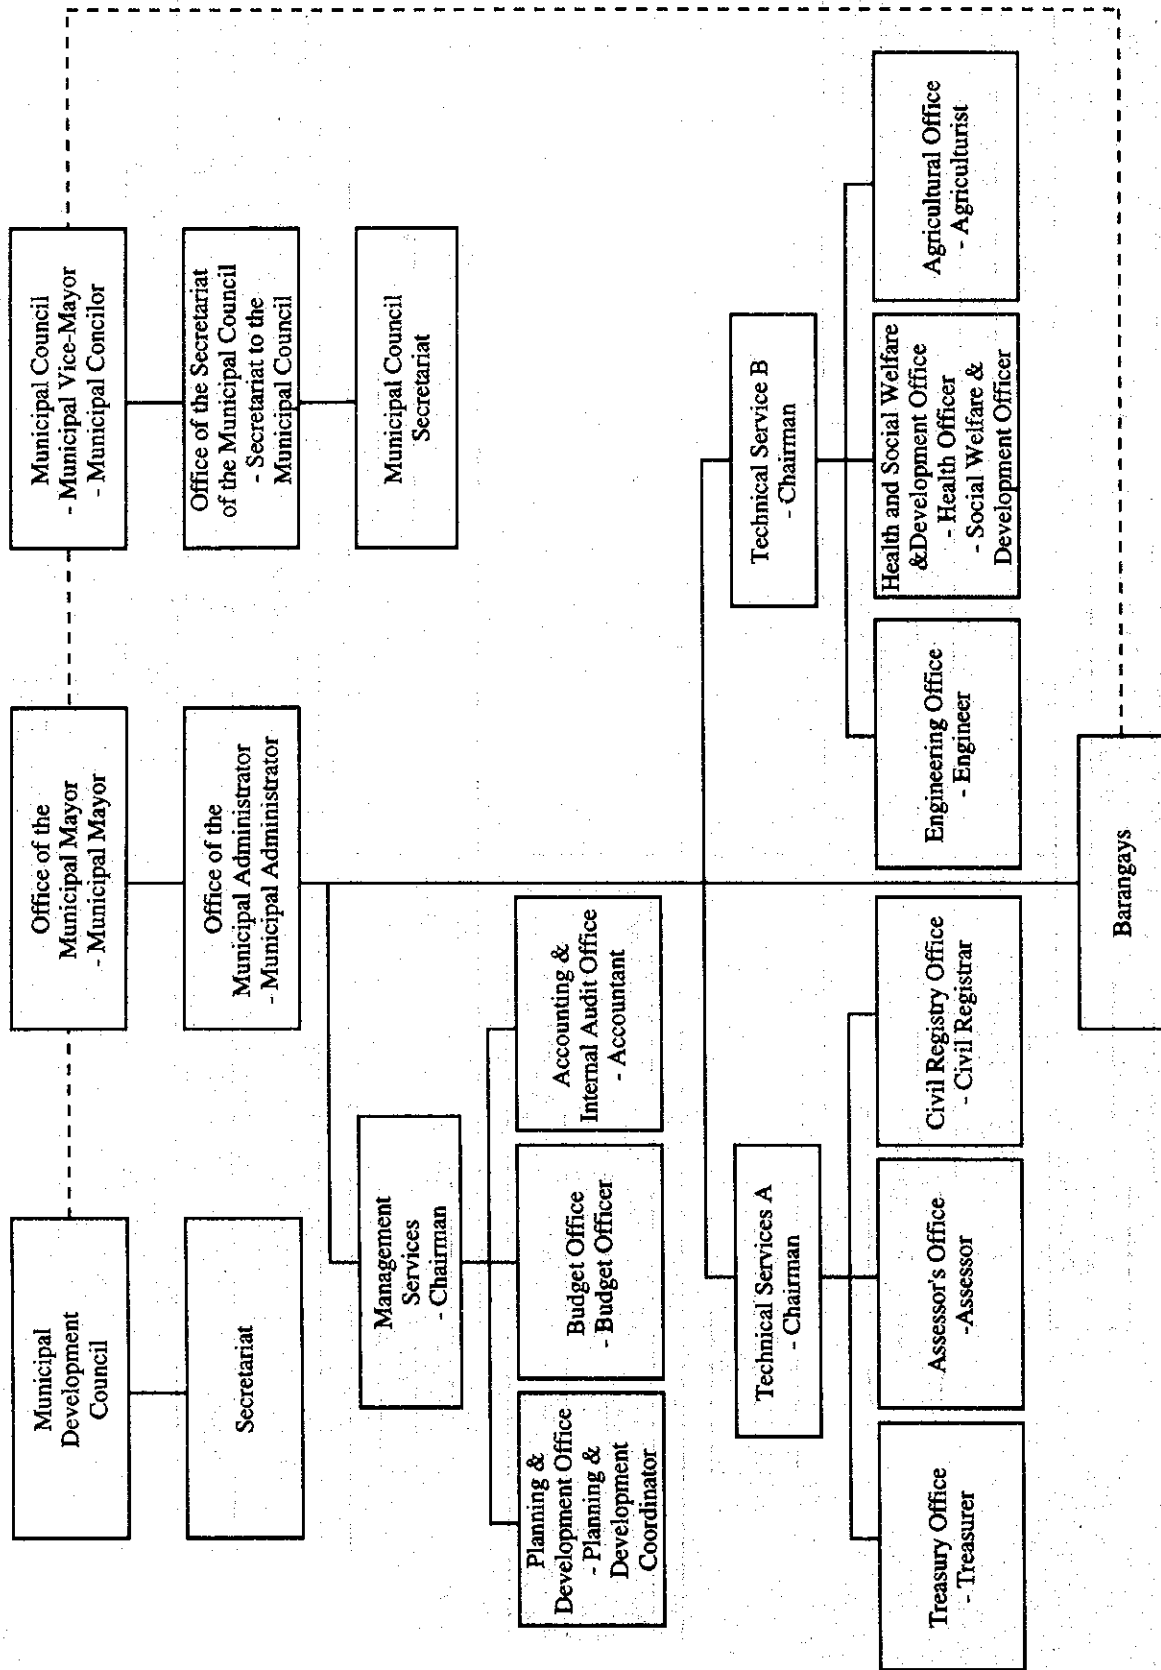 Municipal
Development
Council
Office of the
Municipal Mayor
- Municipal Mayor
Municipal Council
- Municipal Vice-Mayor
- Municipal Concilor
Secretariat
Office of the
Municipal Administrator
- Municipal Administrator
Office of the Secretariat
of the Municipal Council
- Secretariat to the
Municipal Council
Municipal Council
Secretariat
Management
Services
- Chairman
Planning &
Development Office
- Planning &
Development
Coordinator
Budget Office
- Budget Officer
Accounting &
Internal Audit Office
- Accountant
Technical Services A
- Chairman
Technical Service B
- Chairman
Treasury Office
- Treasurer
Assessor's Office
-Assessor
Civil Registry Office
- Civil Registrar
Engineering Office
- Engineer
Health and Social Welfare
&Development Office
- Health Officer
- Social Welfare &
Development Officer
Agricultural Office
- Agriculturist
Barangays